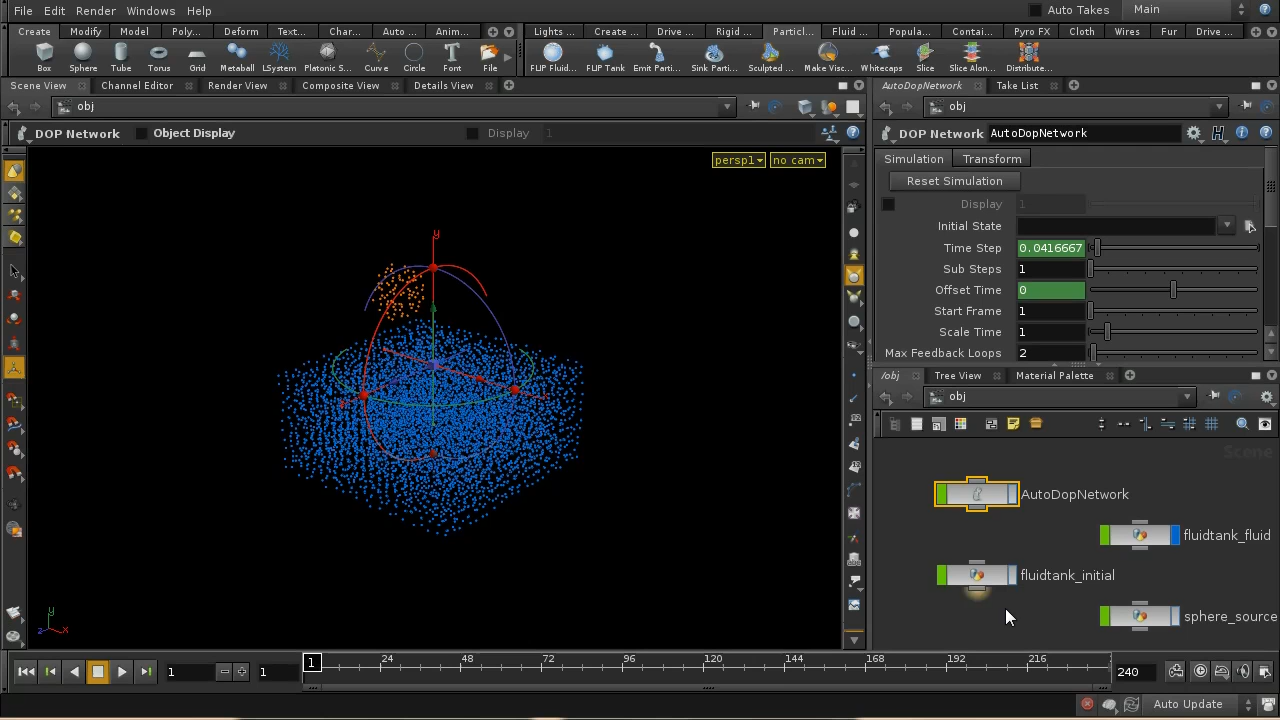 File Edit Render Windows Help Auto Takes Main
Create Modify Model Poly... Deform Text... Char... Auto ... Anim... Lights ... Create ... Drive ... Rigid ... Particl... Fluid ... Popula... Contai... Pyro FX Cloth Wires Fur Drive ...
Box Sphere Tube Torus Grid Metaball LSystem Platonic S... Curve Circle Font File FLIP Fluid... FLIP Tank Emit Parti... Sink Parti... Sculpted ... Make Visc... Whitecaps Slice Slice Alon... Distribute...
Scene View Channel Editor Render View Composite View Details View AutoDopNetwork Take List
obj obj
DOP Network Object Display Display 1 DOP Network AutoDopNetwork
persp1 no cam
Simulation Transform
Reset Simulation
Display 1
Initial State
Time Step 0.0416667
Sub Steps 1
Offset Time 0
Start Frame 1
Scale Time 1
Max Feedback Loops 2
/obj Tree View Material Palette
obj
Scene
AutoDopNetwork
fluidtank_fluid
fluidtank_initial
sphere_source
y
y
z x
1 1 1 24 48 72 96 120 144 168 192 216 240
Auto Update